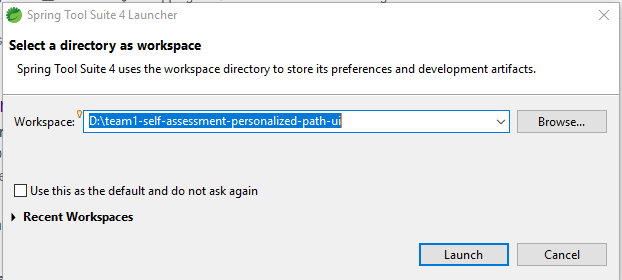 Spring Tool Suite 4 Launcher
Select a directory as workspace
Spring Tool Suite 4 uses the workspace directory to store its preferences and development artifacts.
Workspace: D:\team1-self-assessment-personalized-path-ui Browse...
Use this as the default and do not ask again
Recent Workspaces
Launch Cancel